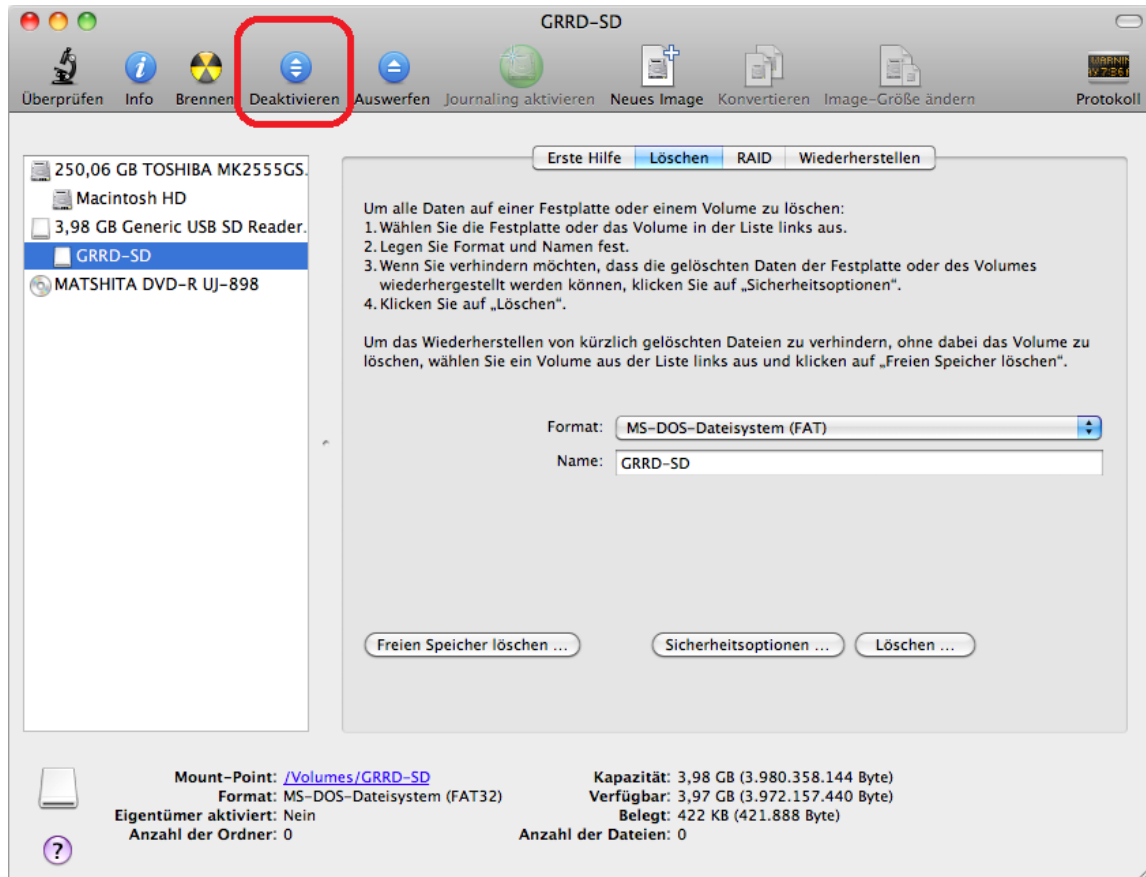 GRRD-SD
Überprüfen Info Brennen Deaktivieren Auswerfen Journaling aktivieren Neues Image Konvertieren Image-Größe ändern Protokoll
250,06 GB TOSHIBA MK2555GS.
Macintosh HD
3,98 GB Generic USB SD Reader.
GRRD-SD
MATSHITA DVD-R UJ-898
Erste Hilfe Löschen RAID Wiederherstellen
Um alle Daten auf einer Festplatte oder einem Volume zu löschen:
1. Wählen Sie die Festplatte oder das Volume in der Liste links aus.
2. Legen Sie Format und Namen fest.
3. Wenn Sie verhindern möchten, dass die gelöschten Daten der Festplatte oder des Volumes
wiederhergestellt werden können, klicken Sie auf „Sicherheitsoptionen“.
4. Klicken Sie auf „Löschen“.
Um das Wiederherstellen von kürzlich gelöschten Dateien zu verhindern, ohne dabei das Volume zu
löschen, wählen Sie ein Volume aus der Liste links aus und klicken auf „Freien Speicher löschen“.
Format: MS-DOS-Dateisystem (FAT)
Name: GRRD-SD
Freien Speicher löschen ... Sicherheitsoptionen ... Löschen ...
Mount-Point: /Volumes/GRRD-SD Kapazität: 3,98 GB (3.980.358.144 Byte)
Format: MS-DOS-Dateisystem (FAT32) Verfügbar: 3,97 GB (3.972.157.440 Byte)
Eigentümer aktiviert: Nein Belegt: 422 KB (421.888 Byte)
Anzahl der Ordner: 0 Anzahl der Dateien: 0
?